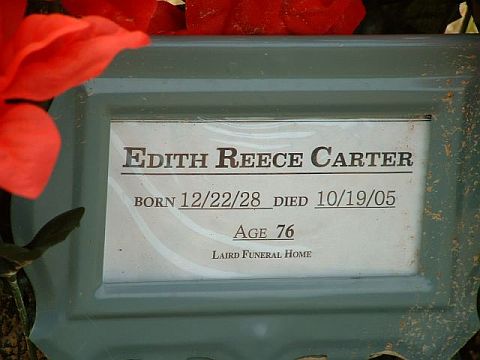 EDITH REECE CARTER
BORN 12/22/28 DIED 10/19/05
AGE 76
LAIRD FUNERAL HOME